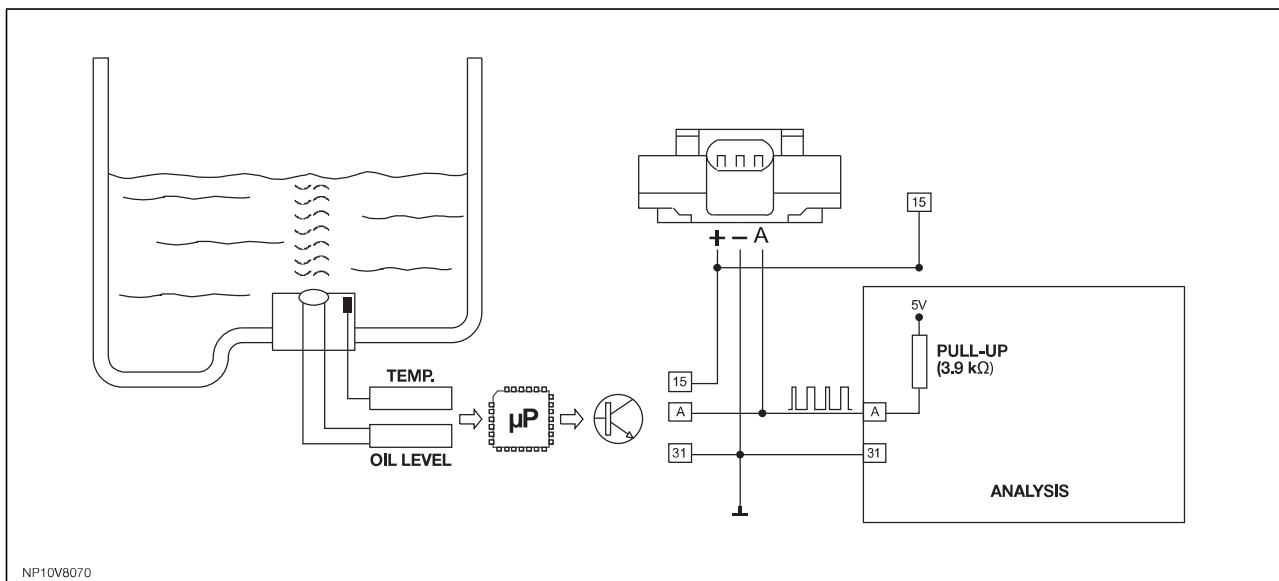 + − A
15
5V
PULL-UP
(3.9 kΩ)
TEMP.
15
A
A
µP
OIL LEVEL
31
31
ANALYSIS
NP10V8070